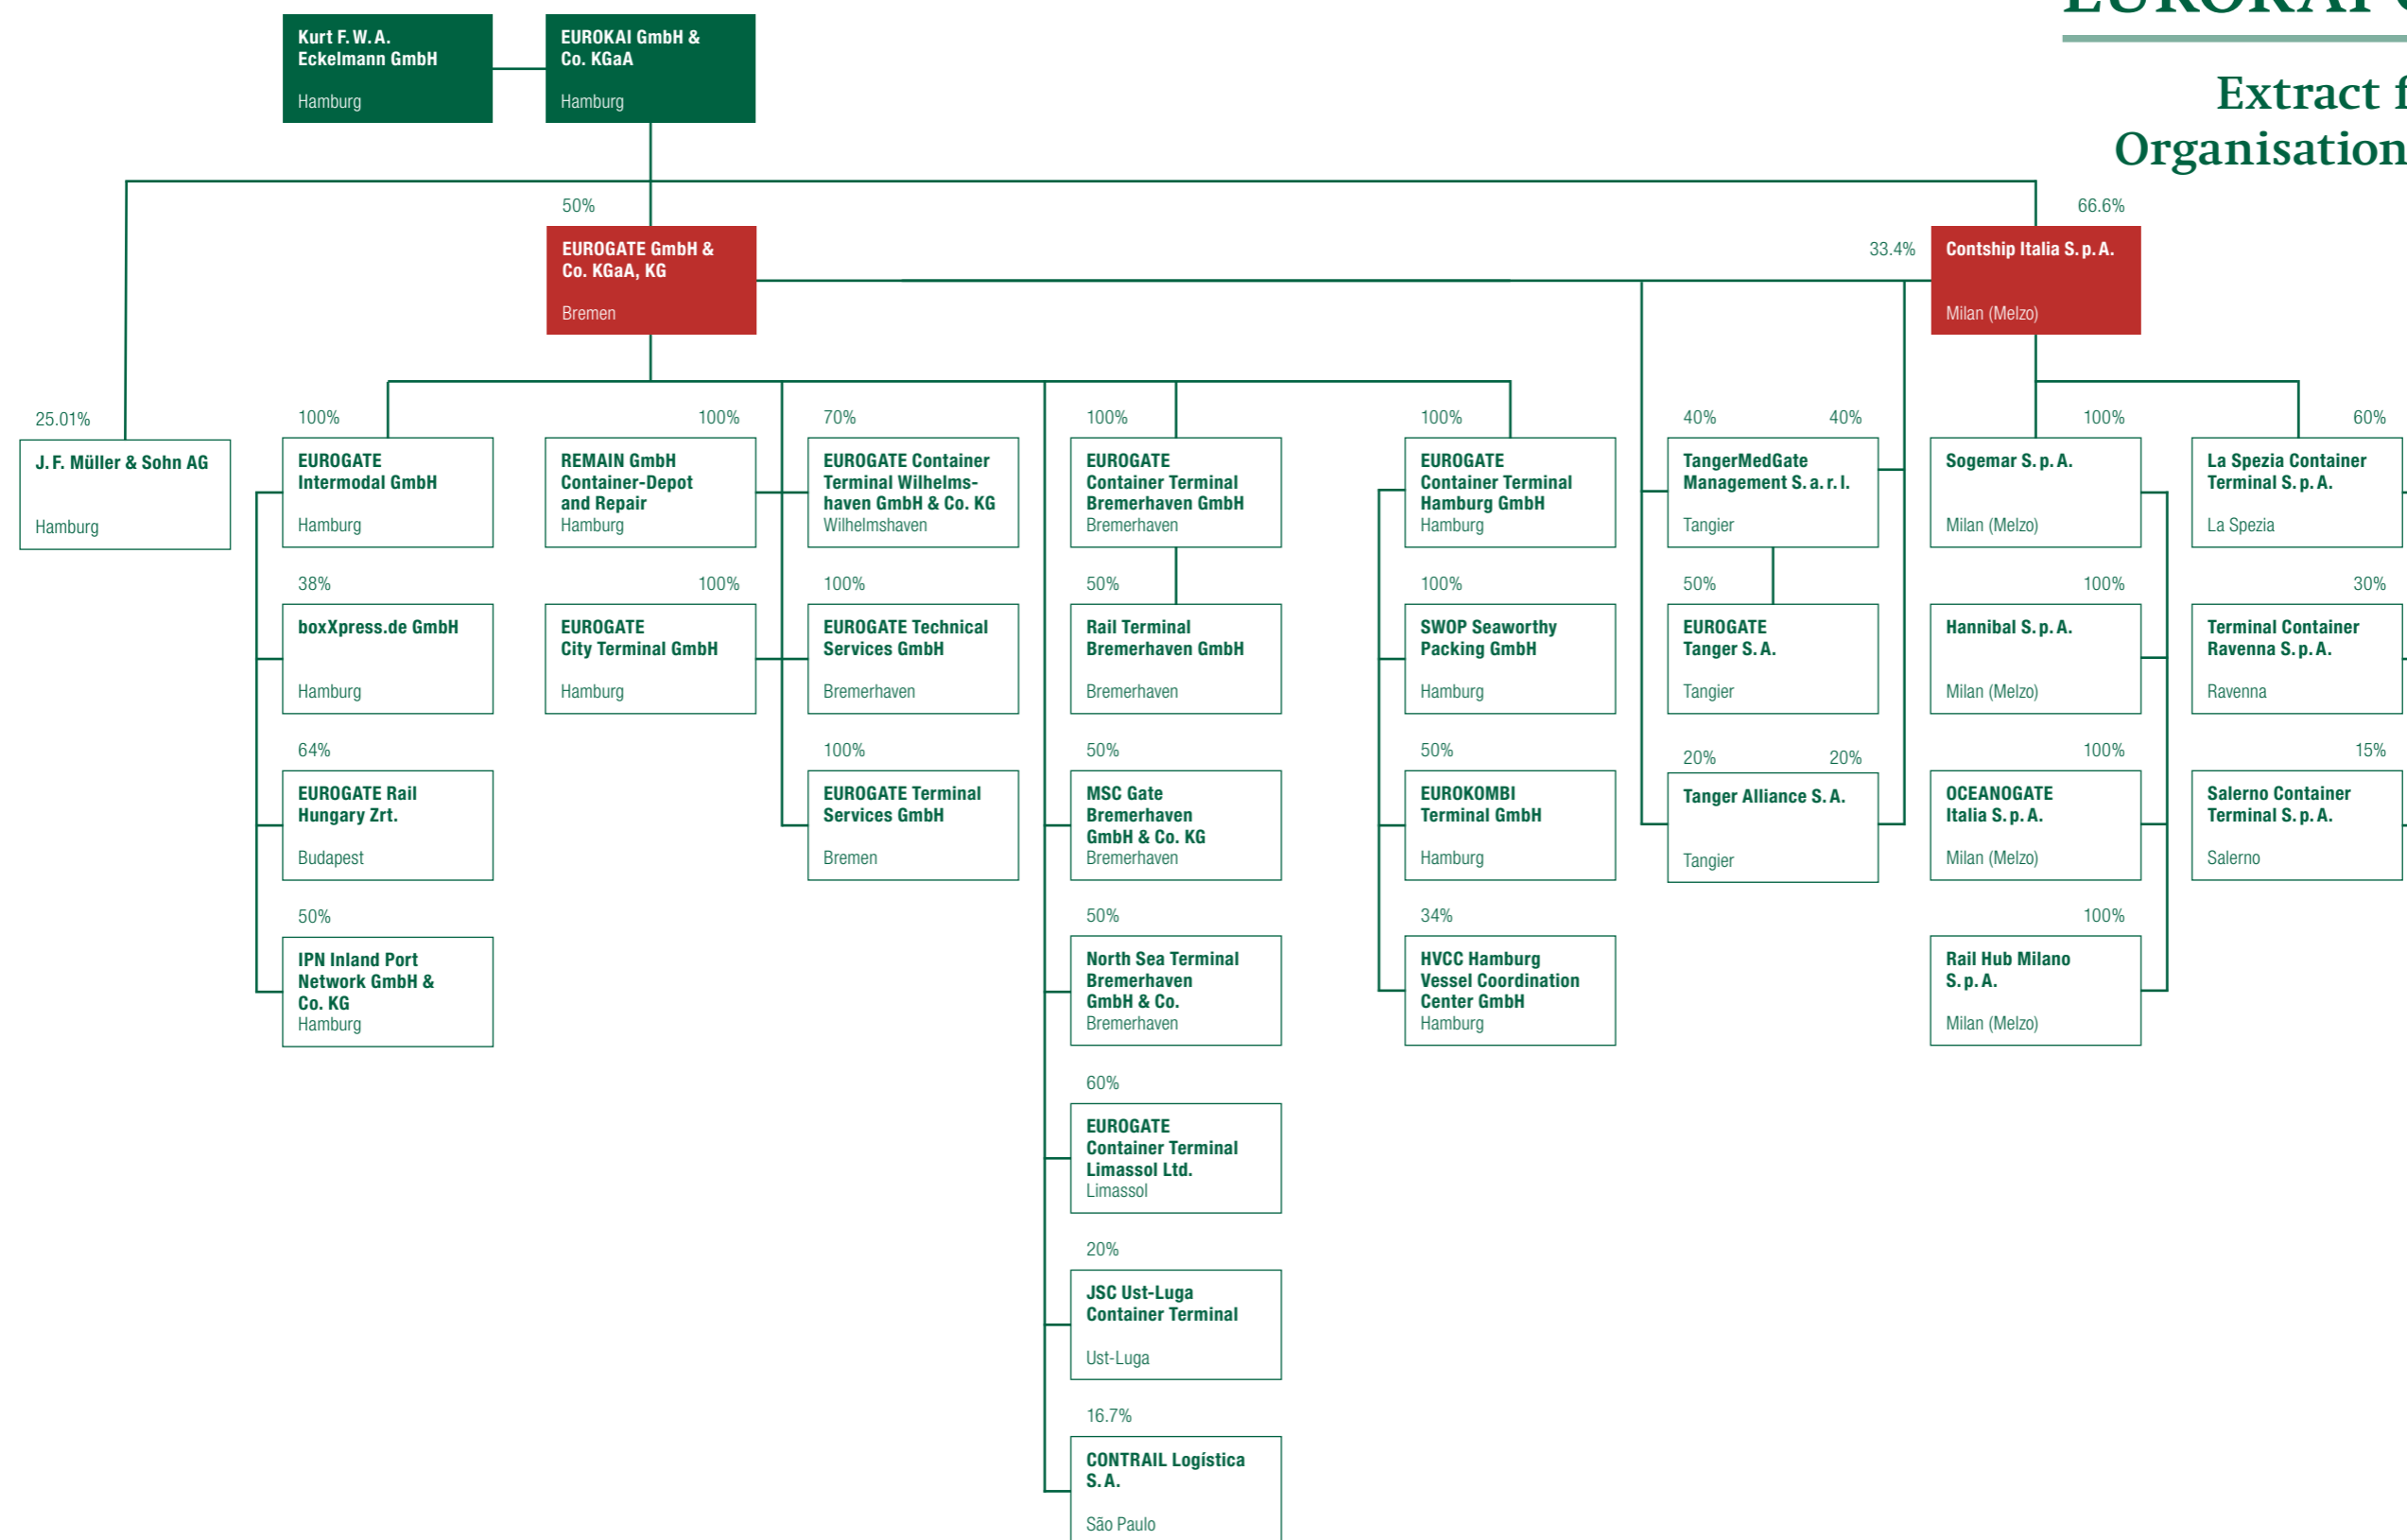 EUROKAI
Extract f
Organisation
Kurt F. W. A.
Eckelmann GmbH
Hamburg
EUROKAI GmbH &
Co. KGaA
Hamburg
50%
EUROGATE GmbH &
Co. KGaA, KG
Bremen
66.6%
33.4%
Contship Italia S. p. A.
Milan (Melzo)
25.01%
J. F. Müller & Sohn AG
Hamburg
100%
EUROGATE
Intermodal GmbH
Hamburg
38%
boxXpress.de GmbH
Hamburg
64%
EUROGATE Rail
Hungary Zrt.
Budapest
50%
IPN Inland Port
Network GmbH &
Co. KG
Hamburg
100%
REMAIN GmbH
Container-Depot
and Repair
Hamburg
100%
EUROGATE
City Terminal GmbH
Hamburg
70%
EUROGATE Container
Terminal Wilhelms-
haven GmbH & Co. KG
Wilhelmshaven
100%
EUROGATE Technical
Services GmbH
Bremerhaven
100%
EUROGATE Terminal
Services GmbH
Bremen
100%
EUROGATE
Container Terminal
Bremerhaven GmbH
Bremerhaven
50%
Rail Terminal
Bremerhaven GmbH
Bremerhaven
50%
MSC Gate
Bremerhaven
GmbH & Co. KG
Bremerhaven
50%
North Sea Terminal
Bremerhaven
GmbH & Co.
Bremerhaven
60%
EUROGATE
Container Terminal
Limassol Ltd.
Limassol
20%
JSC Ust-Luga
Container Terminal
Ust-Luga
16.7%
CONTRAIL Logística
S. A.
São Paulo
100%
EUROGATE
Container Terminal
Hamburg GmbH
Hamburg
100%
SWOP Seaworthy
Packing GmbH
Hamburg
50%
EUROKOMBI
Terminal GmbH
Hamburg
34%
HVCC Hamburg
Vessel Coordination
Center GmbH
Hamburg
40% 40%
TangerMedGate
Management S. a. r. l.
Tangier
50%
EUROGATE
Tanger S. A.
Tangier
20% 20%
Tanger Alliance S. A.
Tangier
100%
Sogemar S. p. A.
Milan (Melzo)
100%
Hannibal S. p. A.
Milan (Melzo)
100%
OCEANOGATE
Italia S. p. A.
Milan (Melzo)
100%
Rail Hub Milano
S. p. A.
Milan (Melzo)
60%
La Spezia Container
Terminal S. p. A.
La Spezia
30%
Terminal Container
Ravenna S. p. A.
Ravenna
15%
Salerno Container
Terminal S. p. A.
Salerno